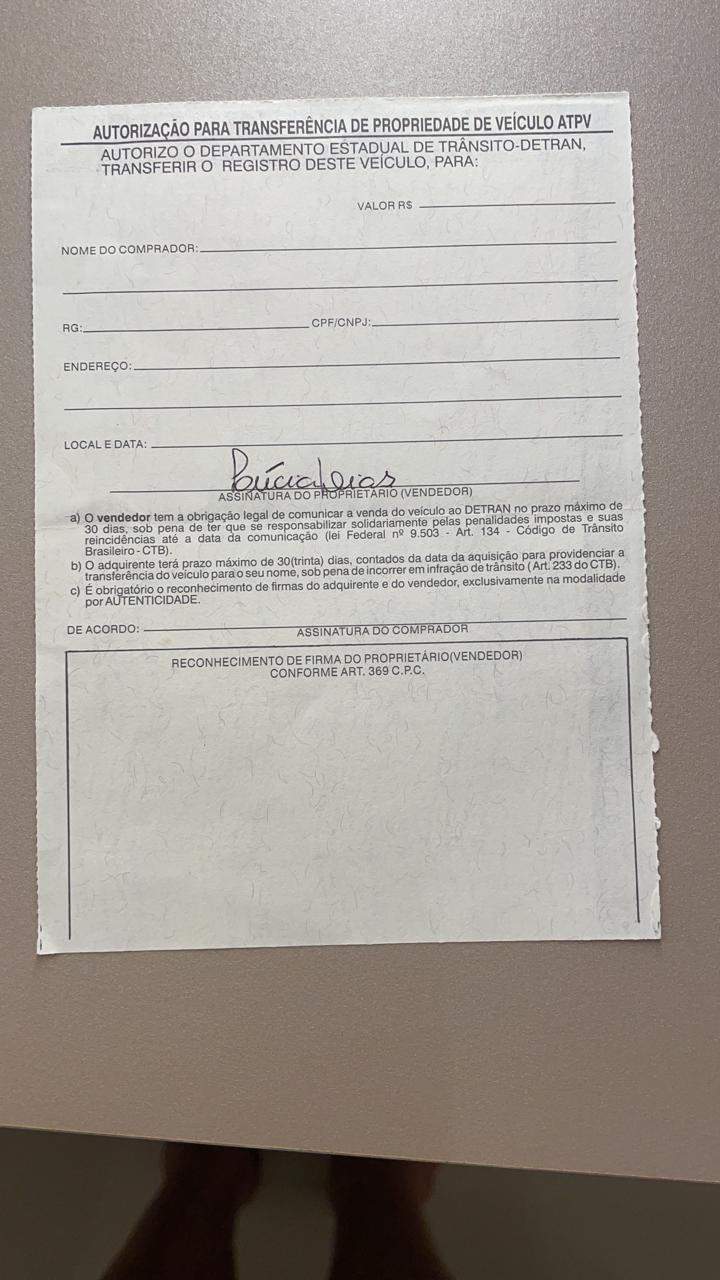 AUTORIZAÇÃO PARA TRANSFERÊNCIA DE PROPRIEDADE DE VEÍCULO ATPV
AUTORIZO O DEPARTAMENTO ESTADUAL DE TRÂNSITO-DETRAN,
TRANSFERIR O REGISTRO DESTE VEÍCULO, PARA:
VALOR R$
NOME DO COMPRADOR:
RG: CPF/CNPJ:
ENDEREÇO:
LOCAL E DATA:
ASSINATURA DO PROPRIETÁRIO (VENDEDOR)
a) O vendedor tem a obrigação legal de comunicar a venda do veículo ao DETRAN no prazo máximo de
30 dias, sob pena de ter que se responsabilizar solidariamente pelas penalidades impostas e suas
reincidências até a data da comunicação (lei Federal nº 9.503 - Art. 134 - Código de Trânsito
Brasileiro - CTB).
b) O adquirente terá prazo máximo de 30(trinta) dias, contados da data da aquisição para providenciar a
transferência do veículo para o seu nome, sob pena de incorrer em infração de trânsito (Art. 233 do CTB).
c) É obrigatório o reconhecimento de firmas do adquirente e do vendedor, exclusivamente na modalidade
por AUTENTICIDADE.
DE ACORDO:
ASSINATURA DO COMPRADOR
RECONHECIMENTO DE FIRMA DO PROPRIETÁRIO(VENDEDOR)
CONFORME ART. 369 C.P.C.